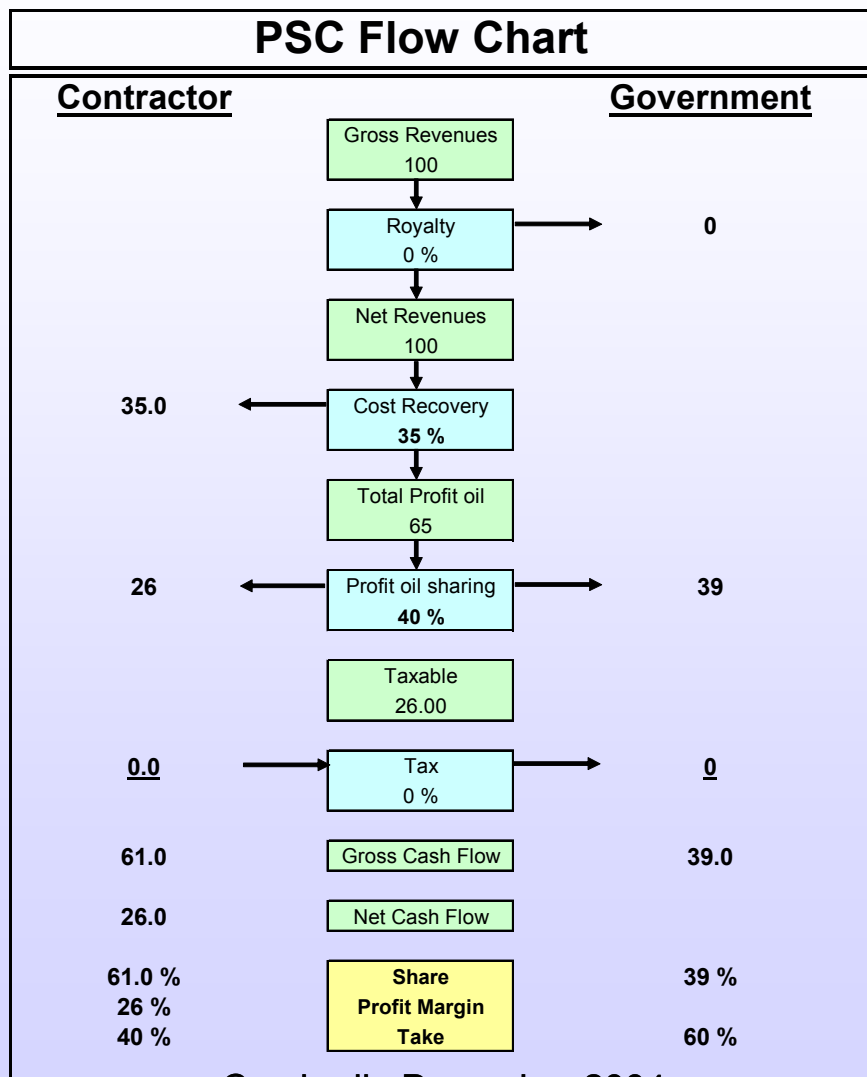 PSC Flow Chart
Contractor Government
Gross Revenues
100
Royalty 0
0 %
Net Revenues
100
35.0 Cost Recovery
35 %
Total Profit oil
65
26 Profit oil sharing 39
40 %
Taxable
26.00
0.0 Tax 0
0 %
61.0 Gross Cash Flow 39.0
26.0 Net Cash Flow
61.0 % Share 39 %
26 % Profit Margin
40 % Take 60 %